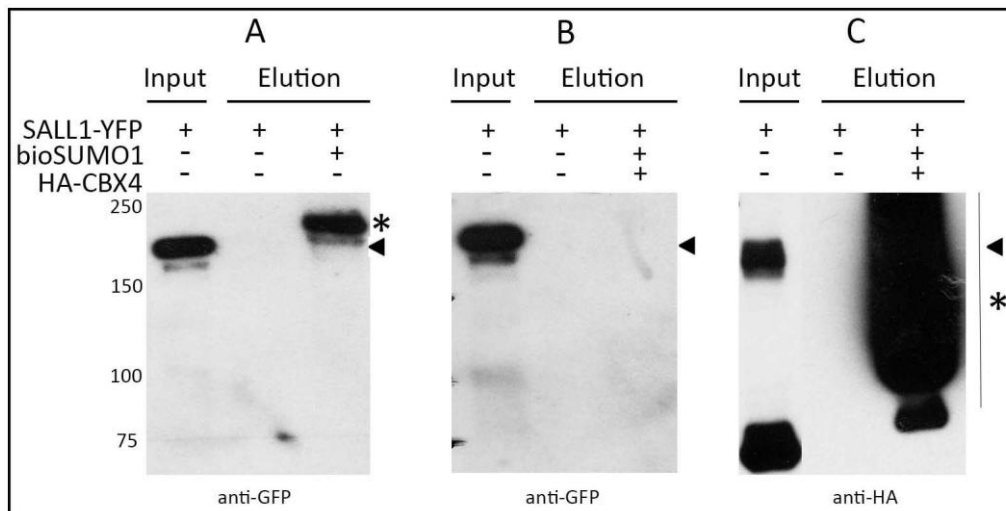 A B C
Input Elution Input Elution Input Elution
SALL1-YFP + + + + + + + + +
bioSUMO1 - - + - - + - - +
HA-CBX4 - - - - - + - - +
250
*
150
*
100
75
anti-GFP anti-GFP anti-HA